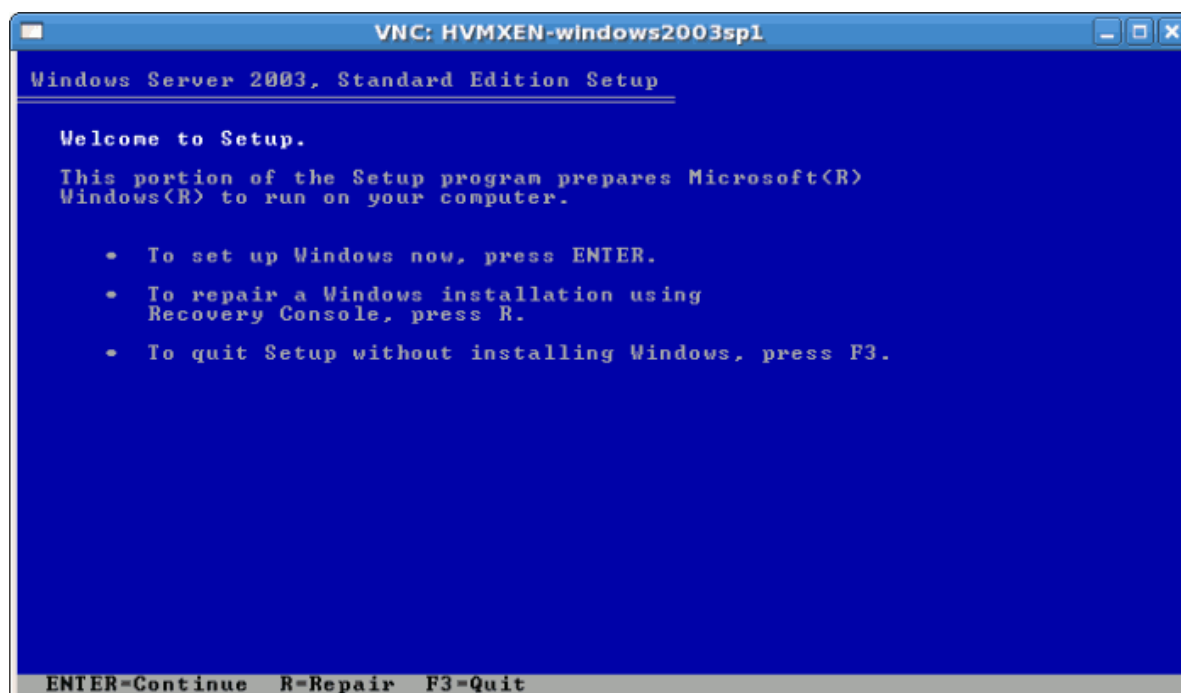 VNC: HVMXEN-windows2003sp1
Windows Server 2003, Standard Edition Setup
Welcome to Setup.
This portion of the Setup program prepares Microsoft(R)
Windows(R) to run on your computer.
• To set up Windows now, press ENTER.
• To repair a Windows installation using
Recovery Console, press R.
• To quit Setup without installing Windows, press F3.
ENTER=Continue R=Repair F3=Quit